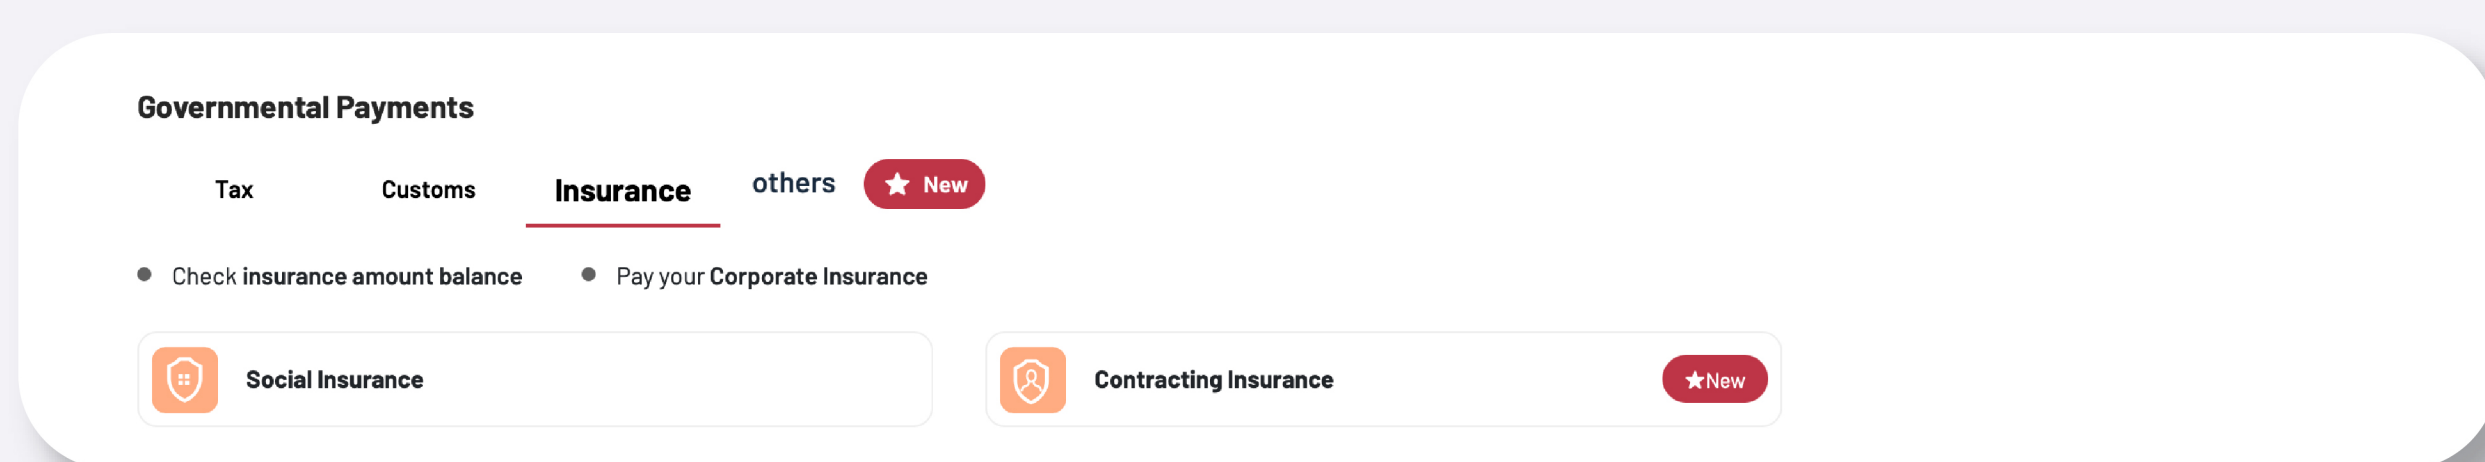 Governmental Payments
Tax Customs Insurance others New
Check insurance amount balance Pay your Corporate Insurance
Social Insurance Contracting Insurance New